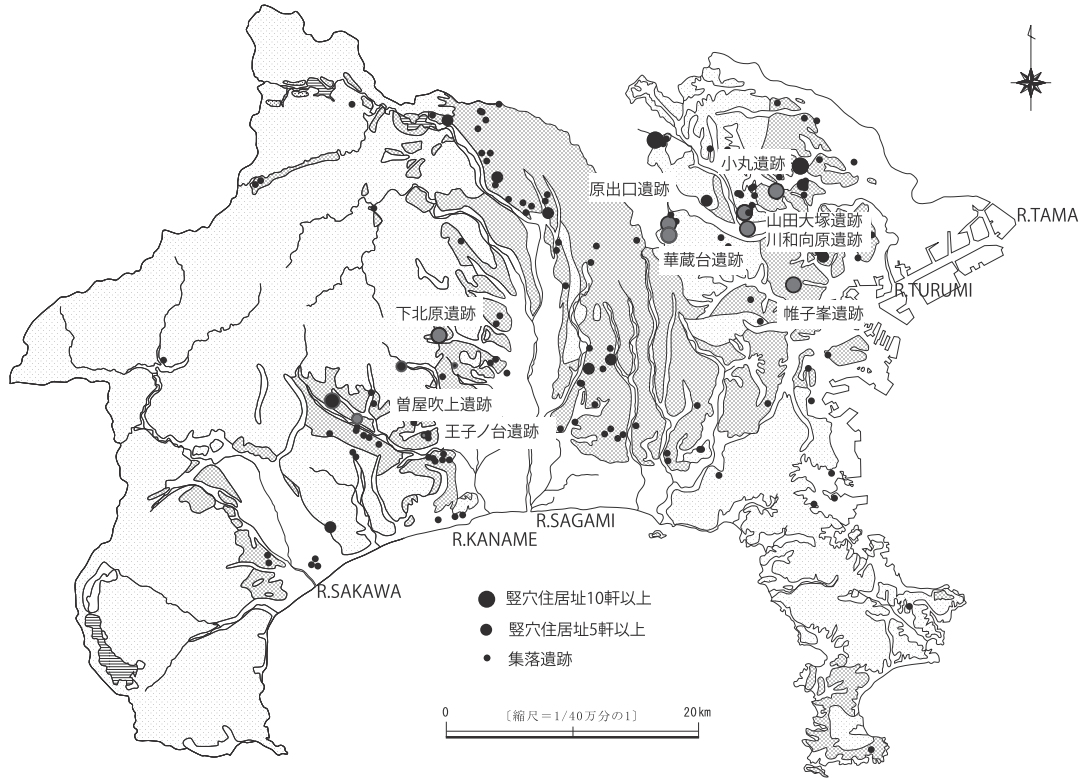 小丸遺跡
原出口遺跡
R.TAMA
山田大塚遺跡
川和向原遺跡
華蔵台遺跡
R.TURUMI
下北原遺跡
帷子峯遺跡
曽屋吹上遺跡
王子ノ台遺跡
R.SAGAMI
R.KANAME
R.SAKAWA
竪穴住居址10軒以上
竪穴住居址5軒以上
集落遺跡
0 〔縮尺=1/40万分の1〕 20km